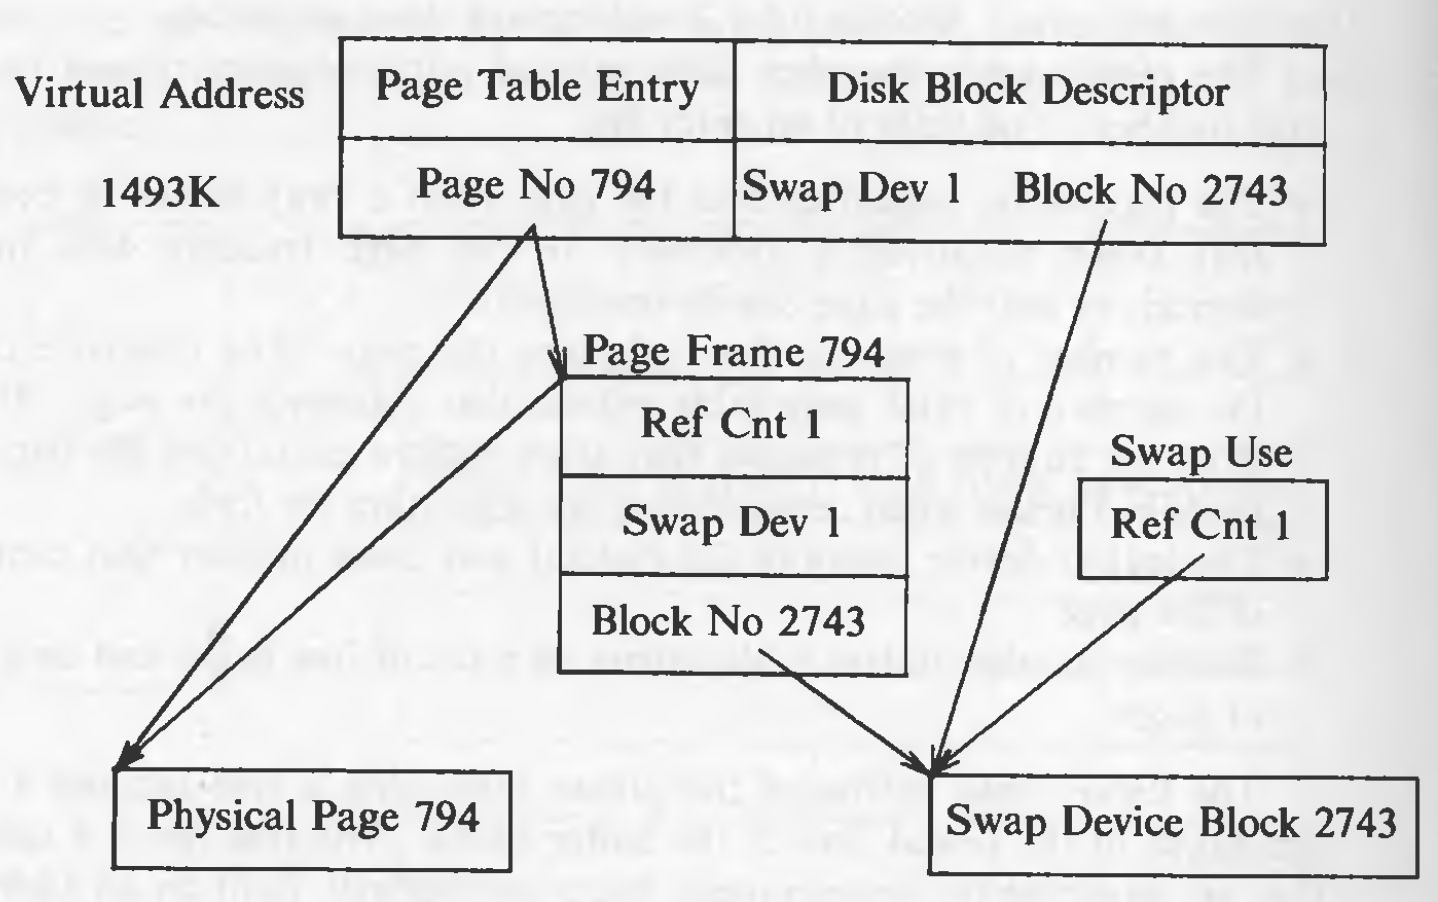 Virtual Address
Page Table Entry
Disk Block Descriptor
1493K
Page No 794
Swap Dev 1 Block No 2743
Page Frame 794
Ref Cnt 1
Swap Dev 1
Block No 2743
Swap Use
Ref Cnt 1
Physical Page 794
Swap Device Block 2743